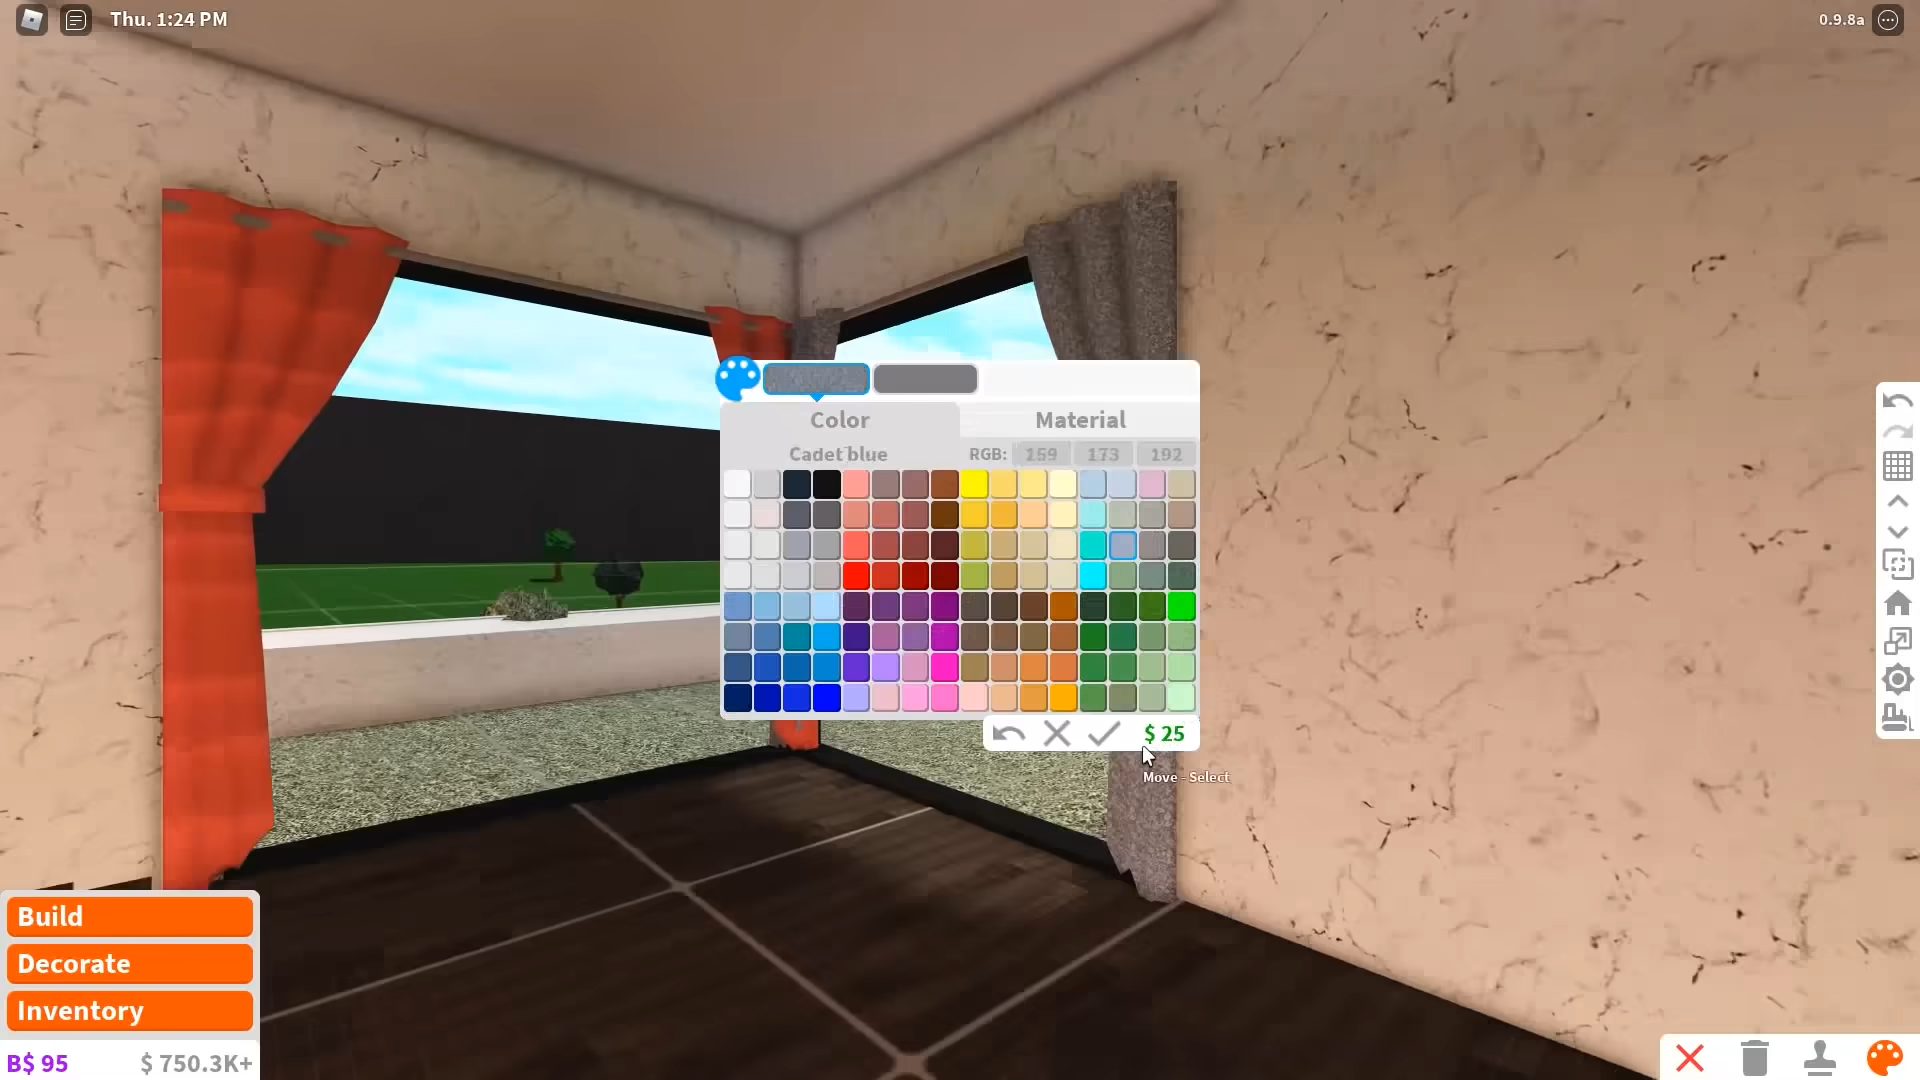 Thu. 1:24 PM
0.9.8a
Color
Material
Cadet blue
RGB: 159 173 192
$ 25
Move - Select
Build
Decorate
Inventory
B$ 95
$ 750.3K+